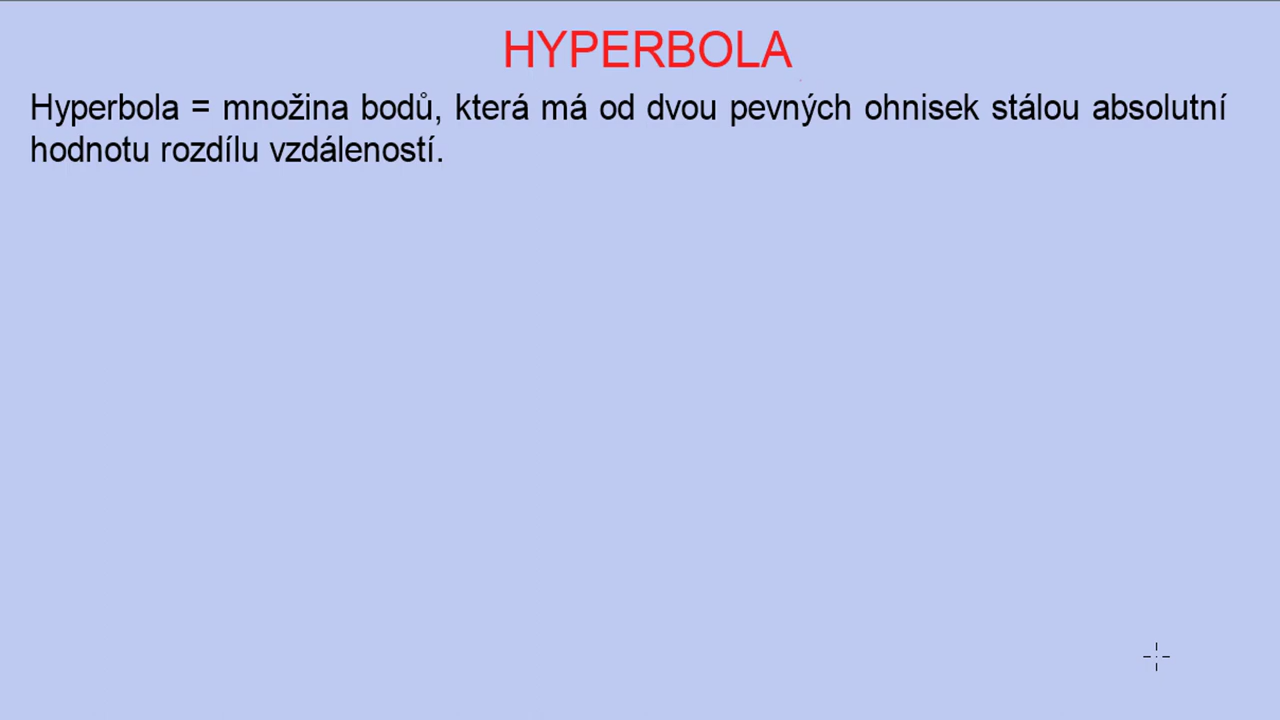 HYPERBOLA
Hyperbola = množina bodů, která má od dvou pevných ohnisek stálou absolutní
hodnotu rozdílu vzdáleností.